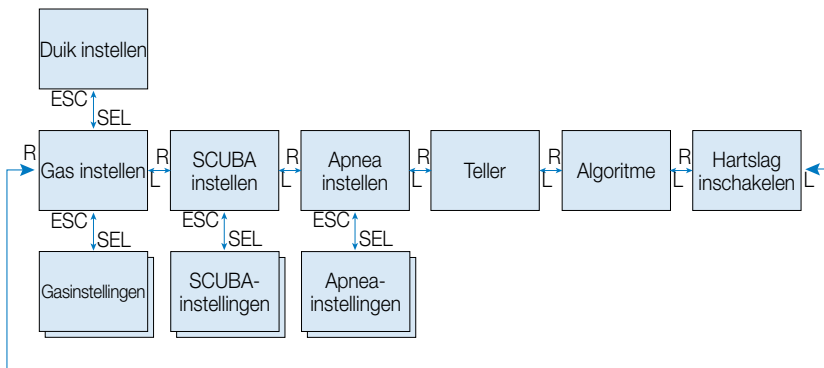 Duik instellen
ESC
SEL
R
Gas instellen
R
L
SCUBA
instellen
R
L
Apnea
instellen
R
L
Teller
R
L
Algoritme
R
L
Hartslag
inschakelen
L
ESC
SEL
ESC
SEL
ESC
SEL
Gasinstellingen
SCUBA-
instellingen
Apnea-
instellingen